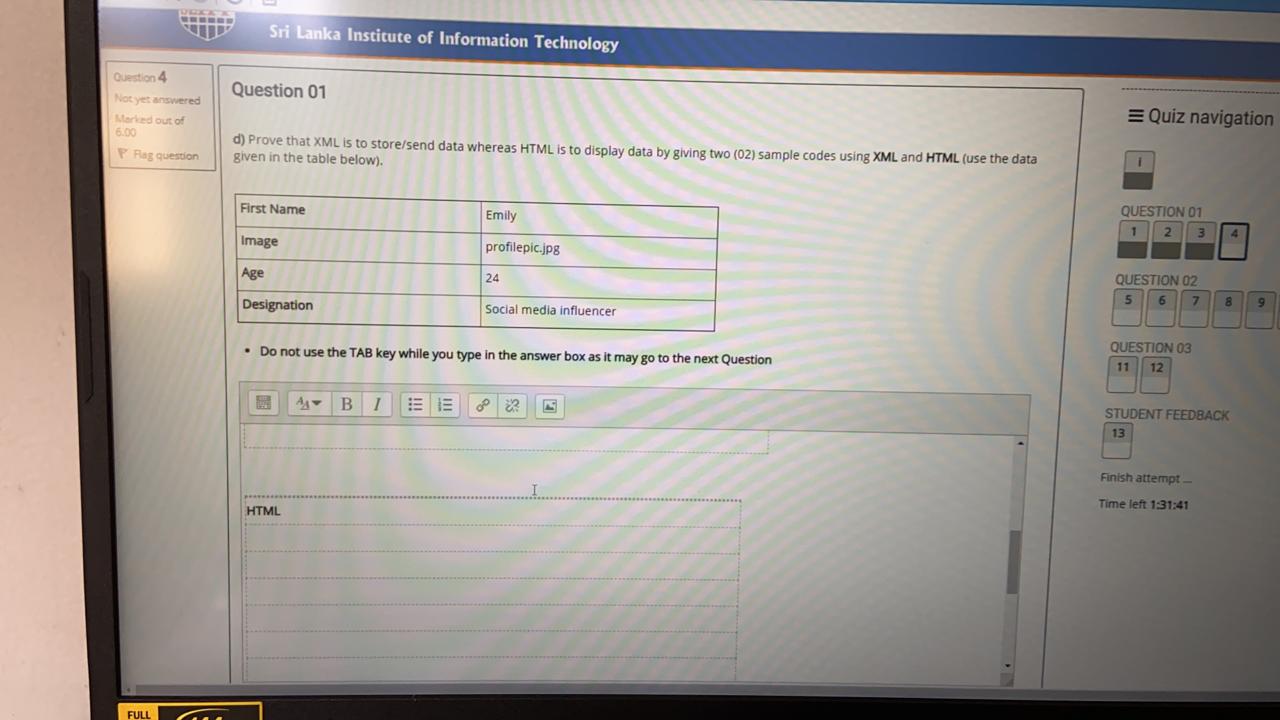 Sri Lanka Institute of Information Technology
Question 4
Not yet answered
Marked out of
6.00
Flag question
Question 01
d) Prove that XML is to store/send data whereas HTML is to display data by giving two (02) sample codes using XML and HTML (use the data
given in the table below).
First Name Emily
Image profilepic.jpg
Age 24
Designation Social media influencer
• Do not use the TAB key while you type in the answer box as it may go to the next Question
B I
HTML
Quiz navigation
i
QUESTION 01
1 2 3 4
QUESTION 02
5 6 7 8 9
QUESTION 03
11 12
STUDENT FEEDBACK
13
Finish attempt ...
Time left 1:31:41
FULL